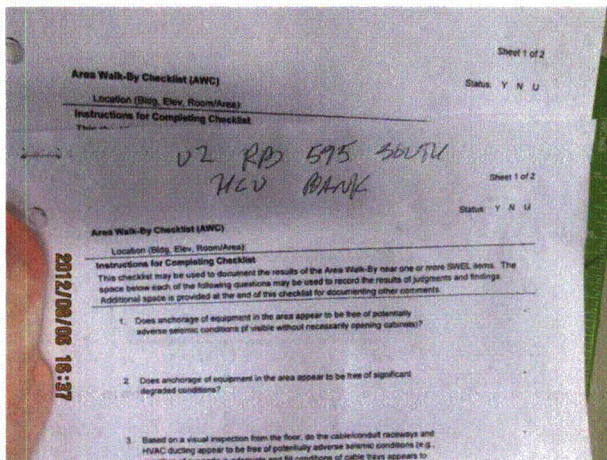 Sheet 1 of 2
Area Walk-By Checklist (AWC)
Status: Y N U
Location (Bldg, Elev, Room/Area)
Instructions for Completing Checklist
U2 RB 595 SOUTH
HCU BANK
Sheet 1 of 2
Status: Y N U
Area Walk-By Checklist (AWC)
Location (Bldg, Elev, Room/Area)
Instructions for Completing Checklist
This checklist may be used to document the results of the Area Walk-By near one or more SWEL items. The
space below each of the following questions may be used to record the results of judgments and findings.
Additional space is provided at the end of this checklist for documenting other comments.
1. Does anchorage of equipment in the area appear to be free of potentially
adverse seismic conditions (if visible without necessarily opening cabinets)?
2 Does anchorage of equipment in the area appear to be free of significant
degraded conditions?
3. Based on a visual inspection from the floor, do the cable/conduit raceways and
HVAC ducting appear to be free of potentially adverse seismic conditions (e.g.,
conditions of cable trays appears to
2012/08/06 16:37